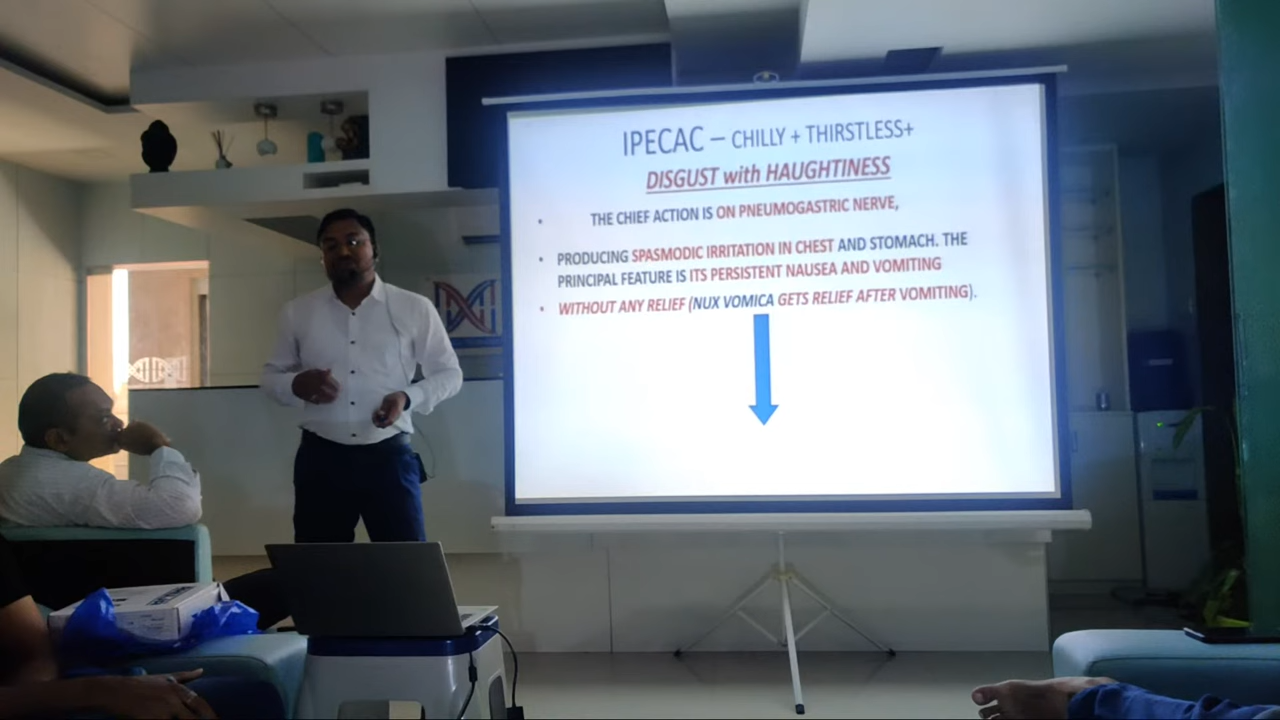 IPECAC – CHILLY + THIRSTLESS+
DISGUST with HAUGHTINESS
• THE CHIEF ACTION IS ON PNEUMOGASTRIC NERVE,
• PRODUCING SPASMODIC IRRITATION IN CHEST AND STOMACH. THE
PRINCIPAL FEATURE IS ITS PERSISTENT NAUSEA AND VOMITING
• WITHOUT ANY RELIEF (NUX VOMICA GETS RELIEF AFTER VOMITING).